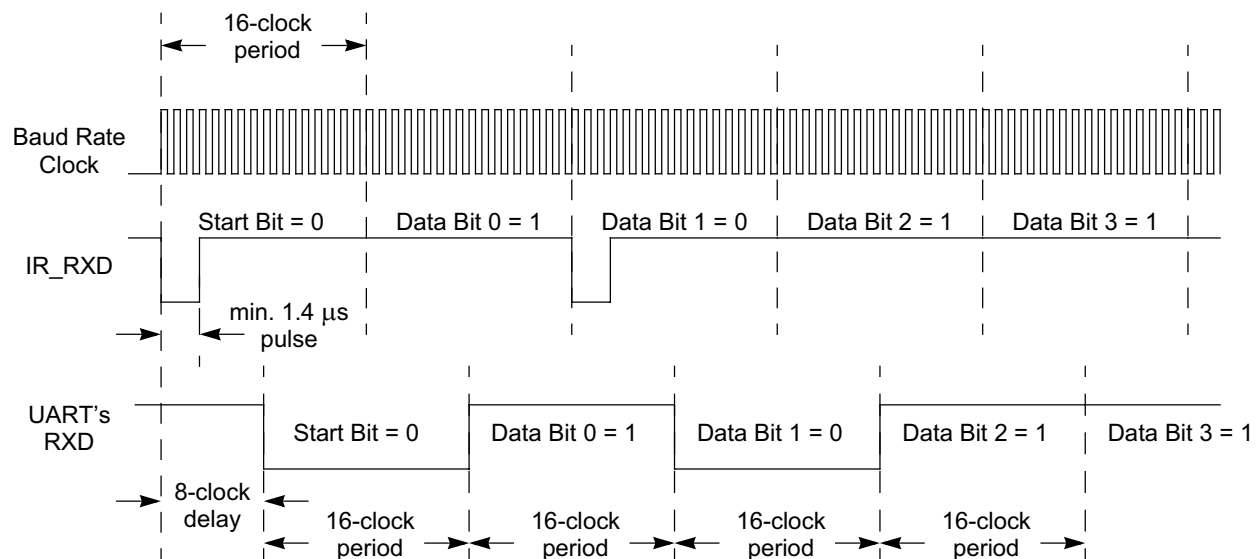 16-clock
period
Baud Rate
Clock
Start Bit = 0
Data Bit 0 = 1
Data Bit 1 = 0
Data Bit 2 = 1
Data Bit 3 = 1
IR_RXD
min. 1.4 μs
pulse
UART's
RXD
Start Bit = 0
Data Bit 0 = 1
Data Bit 1 = 0
Data Bit 2 = 1
Data Bit 3 = 1
8-clock
delay
16-clock
period
16-clock
period
16-clock
period
16-clock
period